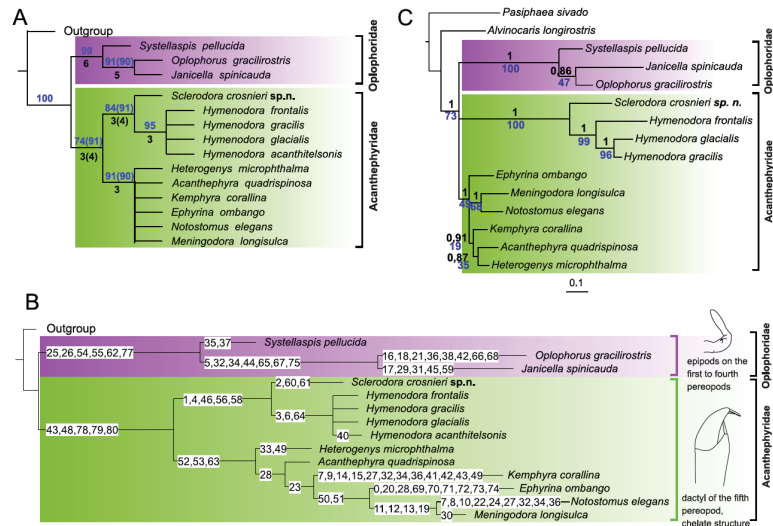 A
Outgroup
99
6
Systellaspis pellucida
91(90)
5
Oplophorus gracilirostris
Janicella spinicauda
Oplophoridae
100
84(91)
3(4)
Sclerodora crosnieri sp.n.
Hymenodora frontalis
95
3
Hymenodora gracilis
Hymenodora glacialis
Hymenodora acanthitelsonis
74(91)
3(4)
91(90)
3
Heterogenys microphthalma
Acanthephyra quadrispinosa
Kemphyra corallina
Ephyrina ombango
Notostomus elegans
Meningodora longisulca
Acanthephyridae
C
Pasiphaea sivado
Alvinocaris longirostris
Systellaspis pellucida
1
100
0,86
47
Janicella spinicauda
Oplophorus gracilirostris
Oplophoridae
1
73
1
100
Sclerodora crosnieri sp. n.
Hymenodora frontalis
1
99
Hymenodora glacialis
1
96
Hymenodora gracilis
Ephyrina ombango
1
49
1
68
Meningodora longisulca
Notostomus elegans
Kemphyra corallina
0,91
19
Acanthephyra quadrispinosa
0,87
35
Heterogenys microphthalma
Acanthephyridae
0.1
B
Outgroup
25,26,54,55,62,77
35,37
Systellaspis pellucida
5,32,34,44,65,67,75
16,18,21,36,38,42,66,68
Oplophorus gracilirostris
17,29,31,45,59
Janicella spinicauda
epipods on the
first to fourth
pereopods
Oplophoridae
43,48,78,79,80
1,4,46,56,58
2,60,61
Sclerodora crosnieri sp.n.
Hymenodora frontalis
3,6,64
Hymenodora gracilis
Hymenodora glacialis
40
Hymenodora acanthitelsonis
52,53,63
33,49
Heterogenys microphthalma
28
Acanthephyra quadrispinosa
23
7,9,14,15,27,32,34,36,41,42,43,49
Kemphyra corallina
50,51
0,20,28,69,70,71,72,73,74
Ephyrina ombango
11,12,13,19
7,8,10,22,24,27,32,34,36
Notostomus elegans
30
Meningodora longisulca
dactyl of the fifth
pereopod,
chelate structure
Acanthephyridae